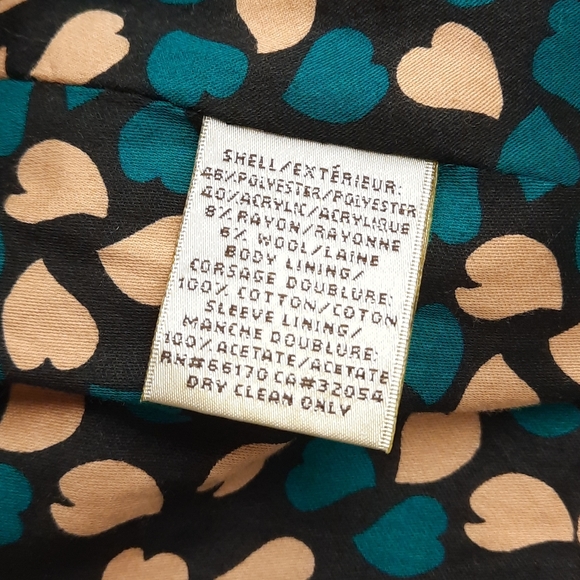 SHELL/EXTÉRIEUR:
46%POLYESTER/POLYESTER
40%ACRYLIC/ACRYLIQUE
8% RAYON/RAYONNE
6% WOOL/LAINE
BODY LINING/
CORSAGE DOUBLURE:
100% COTTON/COTON
SLEEVE LINING/
MANCHE DOUBLURE:
100% ACETATE/ACETATE
RN#66170 CA#32054
DRY CLEAN ONLY